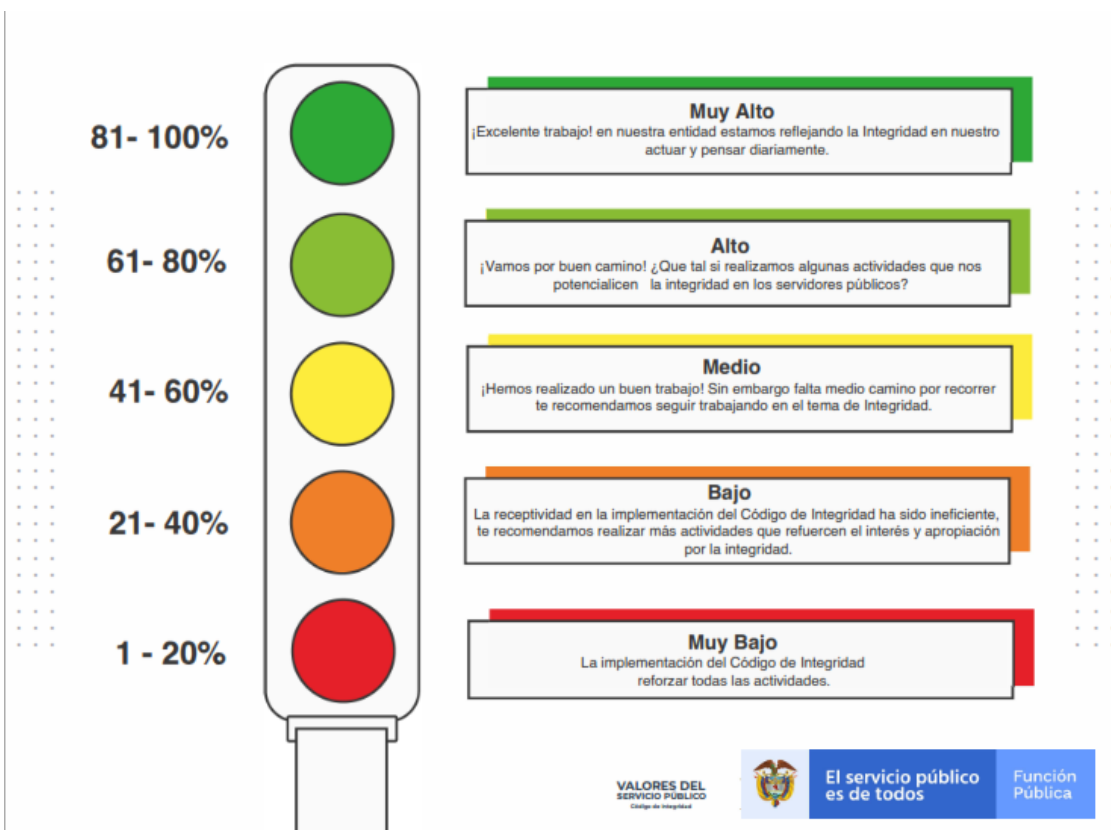 81- 100%
Muy Alto
¡Excelente trabajo! en nuestra entidad estamos reflejando la Integridad en nuestro
actuar y pensar diariamente.
61- 80%
Alto
¡Vamos por buen camino! ¿Que tal si realizamos algunas actividades que nos
potencialicen la integridad en los servidores públicos?
41- 60%
Medio
¡Hemos realizado un buen trabajo! Sin embargo falta medio camino por recorrer
te recomendamos seguir trabajando en el tema de Integridad.
21- 40%
Bajo
La receptividad en la implementación del Código de Integridad ha sido ineficiente,
te recomendamos realizar más actividades que refuercen el interés y apropiación
por la integridad.
1 - 20%
Muy Bajo
La implementación del Código de Integridad
reforzar todas las actividades.
VALORES DEL
SERVICIO PÚBLICO
Código de Integridad
El servicio público
es de todos
Función
Pública